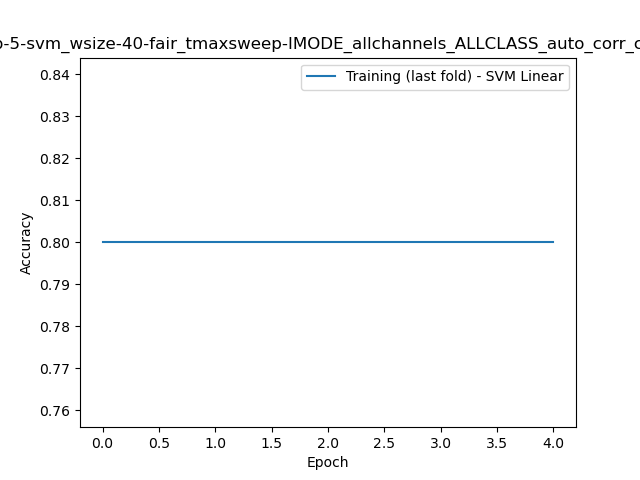 -5-svm_wsize-40-fair_tmaxsweep-IMODE_allchannels_ALLCLASS_auto_corr_
Training (last fold) - SVM Linear
0.84
0.83
0.82
0.81
0.80
0.79
0.78
0.77
0.76
Accuracy
0.0 0.5 1.0 1.5 2.0 2.5 3.0 3.5 4.0
Epoch